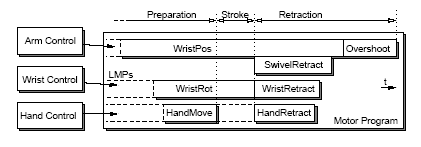 Preparation Stroke Retraction
Arm Control
WristPos Overshoot
SwivelRetract
LMPs
Wrist Control
WristRot WristRetract
t
Hand Control
HandMove HandRetract
Motor Program